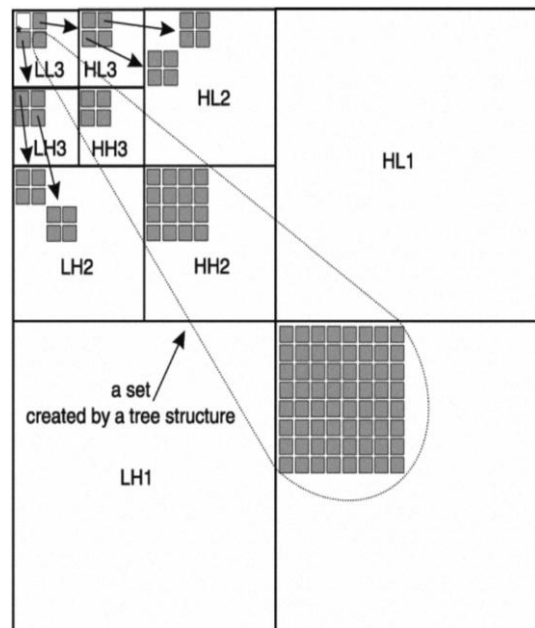 LL3
HL3
HL2
HL1
LH3
HH3
LH2
HH2
a set
created by a tree structure
LH1